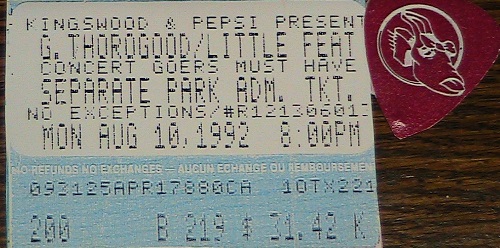 KINGSWOOD & PEPSI PRESENT
G. THOROGOOD/LITTLE FEAT
CONCERT GOERS MUST HAVE
SEPARATE PARK ADM. TKT.
NO EXCEPTIONS/#R12130601.
MON AUG 10,1992 8:00PM
NO REFUNDS NO EXCHANGES - AUCUN ECHANGE OU REMBOURSEMENT
093125APR17880CA 10TX221
200 B 219 $ 31.42 K